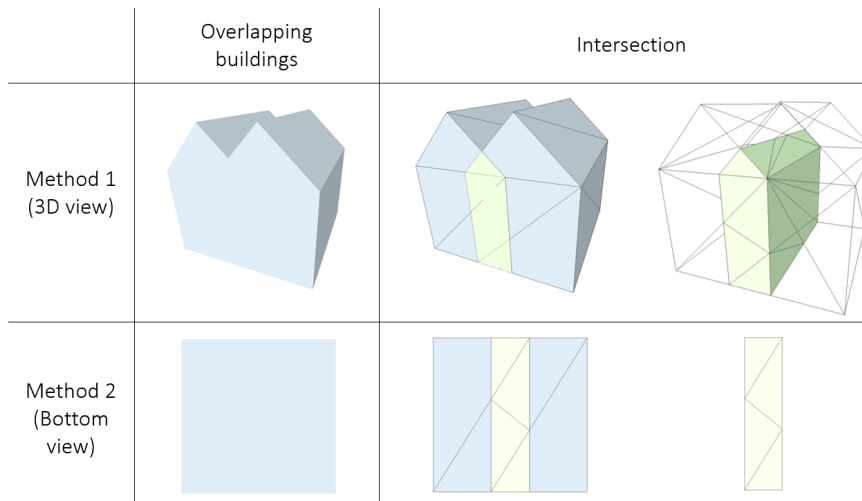 Overlapping
buildings
Intersection
Method 1
(3D view)
Method 2
(Bottom
view)